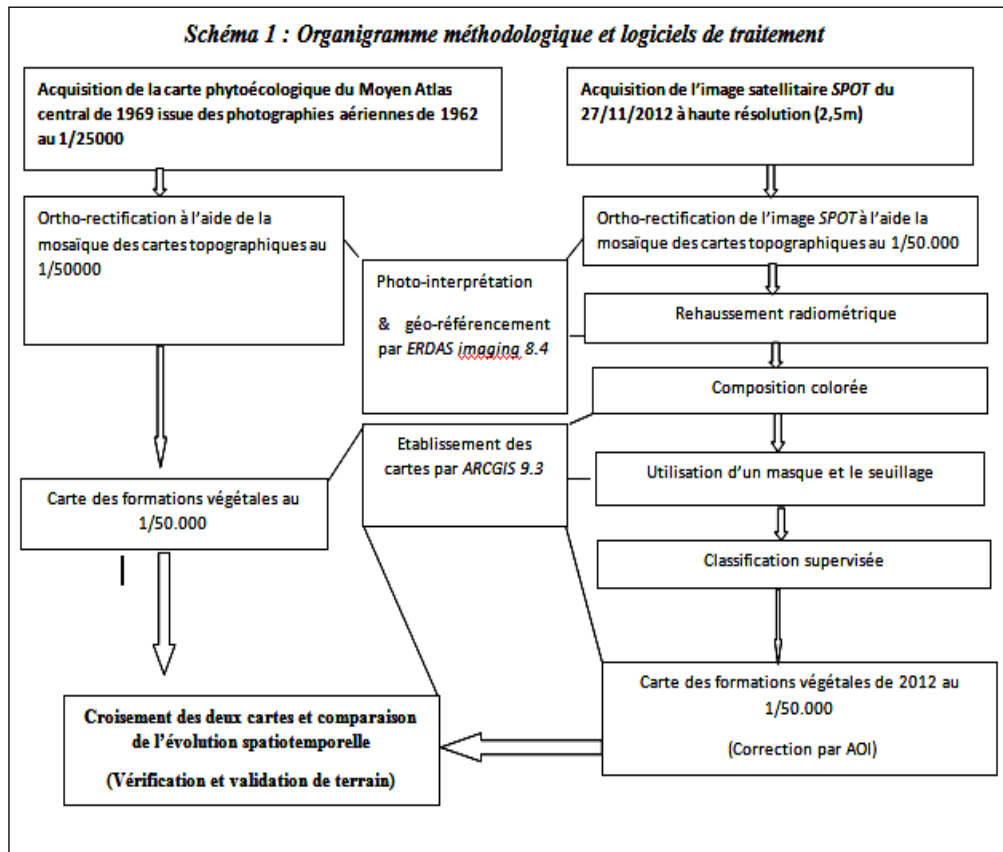 Schéma 1 : Organigramme méthodologique et logiciels de traitement
Acquisition de la carte phytoécologique du Moyen Atlas
central de 1969 issue des photographies aériennes de 1962
au 1/25000
Acquisition de l'image satellitaire SPOT du
27/11/2012 à haute résolution (2,5m)
Ortho-rectification à l'aide de la
mosaïque des cartes topographiques au
1/50000
Ortho-rectification de l'image SPOT à l'aide la
mosaïque des cartes topographiques au 1/50.000
Photo-interprétation
& géo-référencement
par ERDAS imaging 8.4
Rehaussement radiométrique
Composition colorée
Etablissement des
cartes par ARCGIS 9.3
Utilisation d'un masque et le seuillage
Carte des formations végétales au
1/50.000
Classification supervisée
Carte des formations végétales de 2012 au
1/50.000
(Correction par AOI)
Croisement des deux cartes et comparaison
de l'évolution spatiotemporelle
(Vérification et validation de terrain)